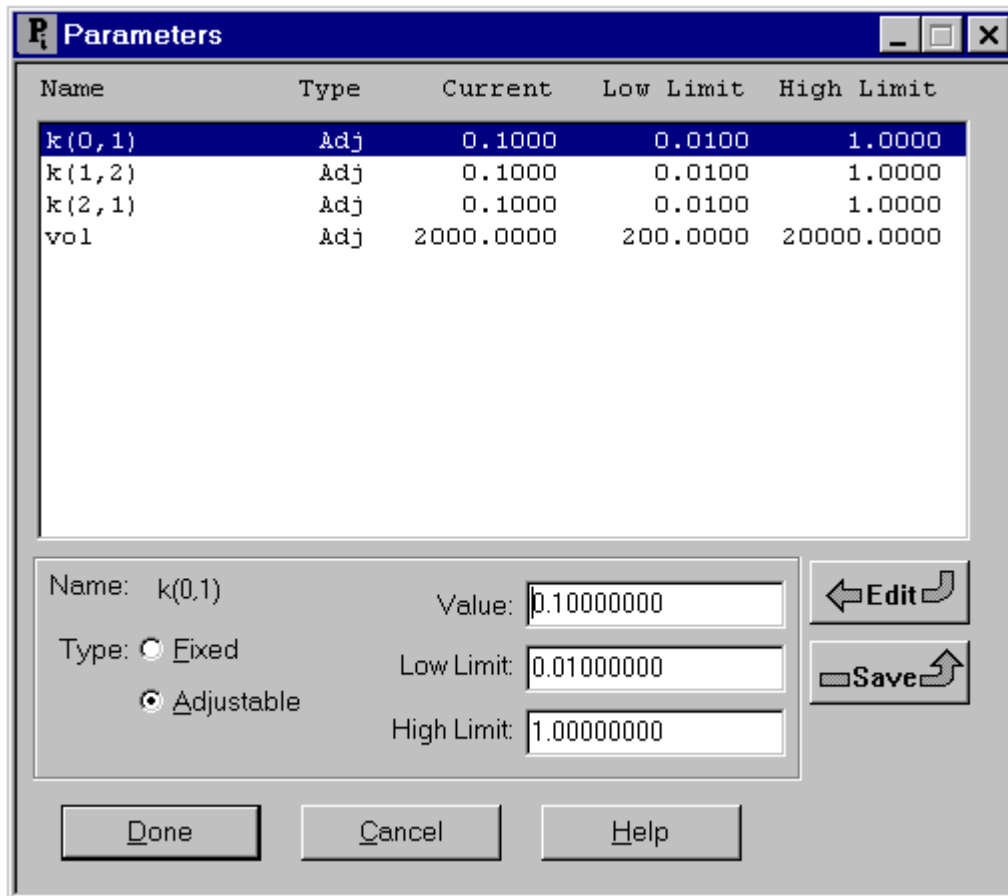 Pi Parameters
Name Type Current Low Limit High Limit
k(0,1) Adj 0.1000 0.0100 1.0000
k(1,2) Adj 0.1000 0.0100 1.0000
k(2,1) Adj 0.1000 0.0100 1.0000
vol Adj 2000.0000 200.0000 20000.0000
Name: k(0,1)
Type: Fixed
Adjustable
Value: 0.10000000
Low Limit: 0.01000000
High Limit: 1.00000000
Edit
Save
Done Cancel Help